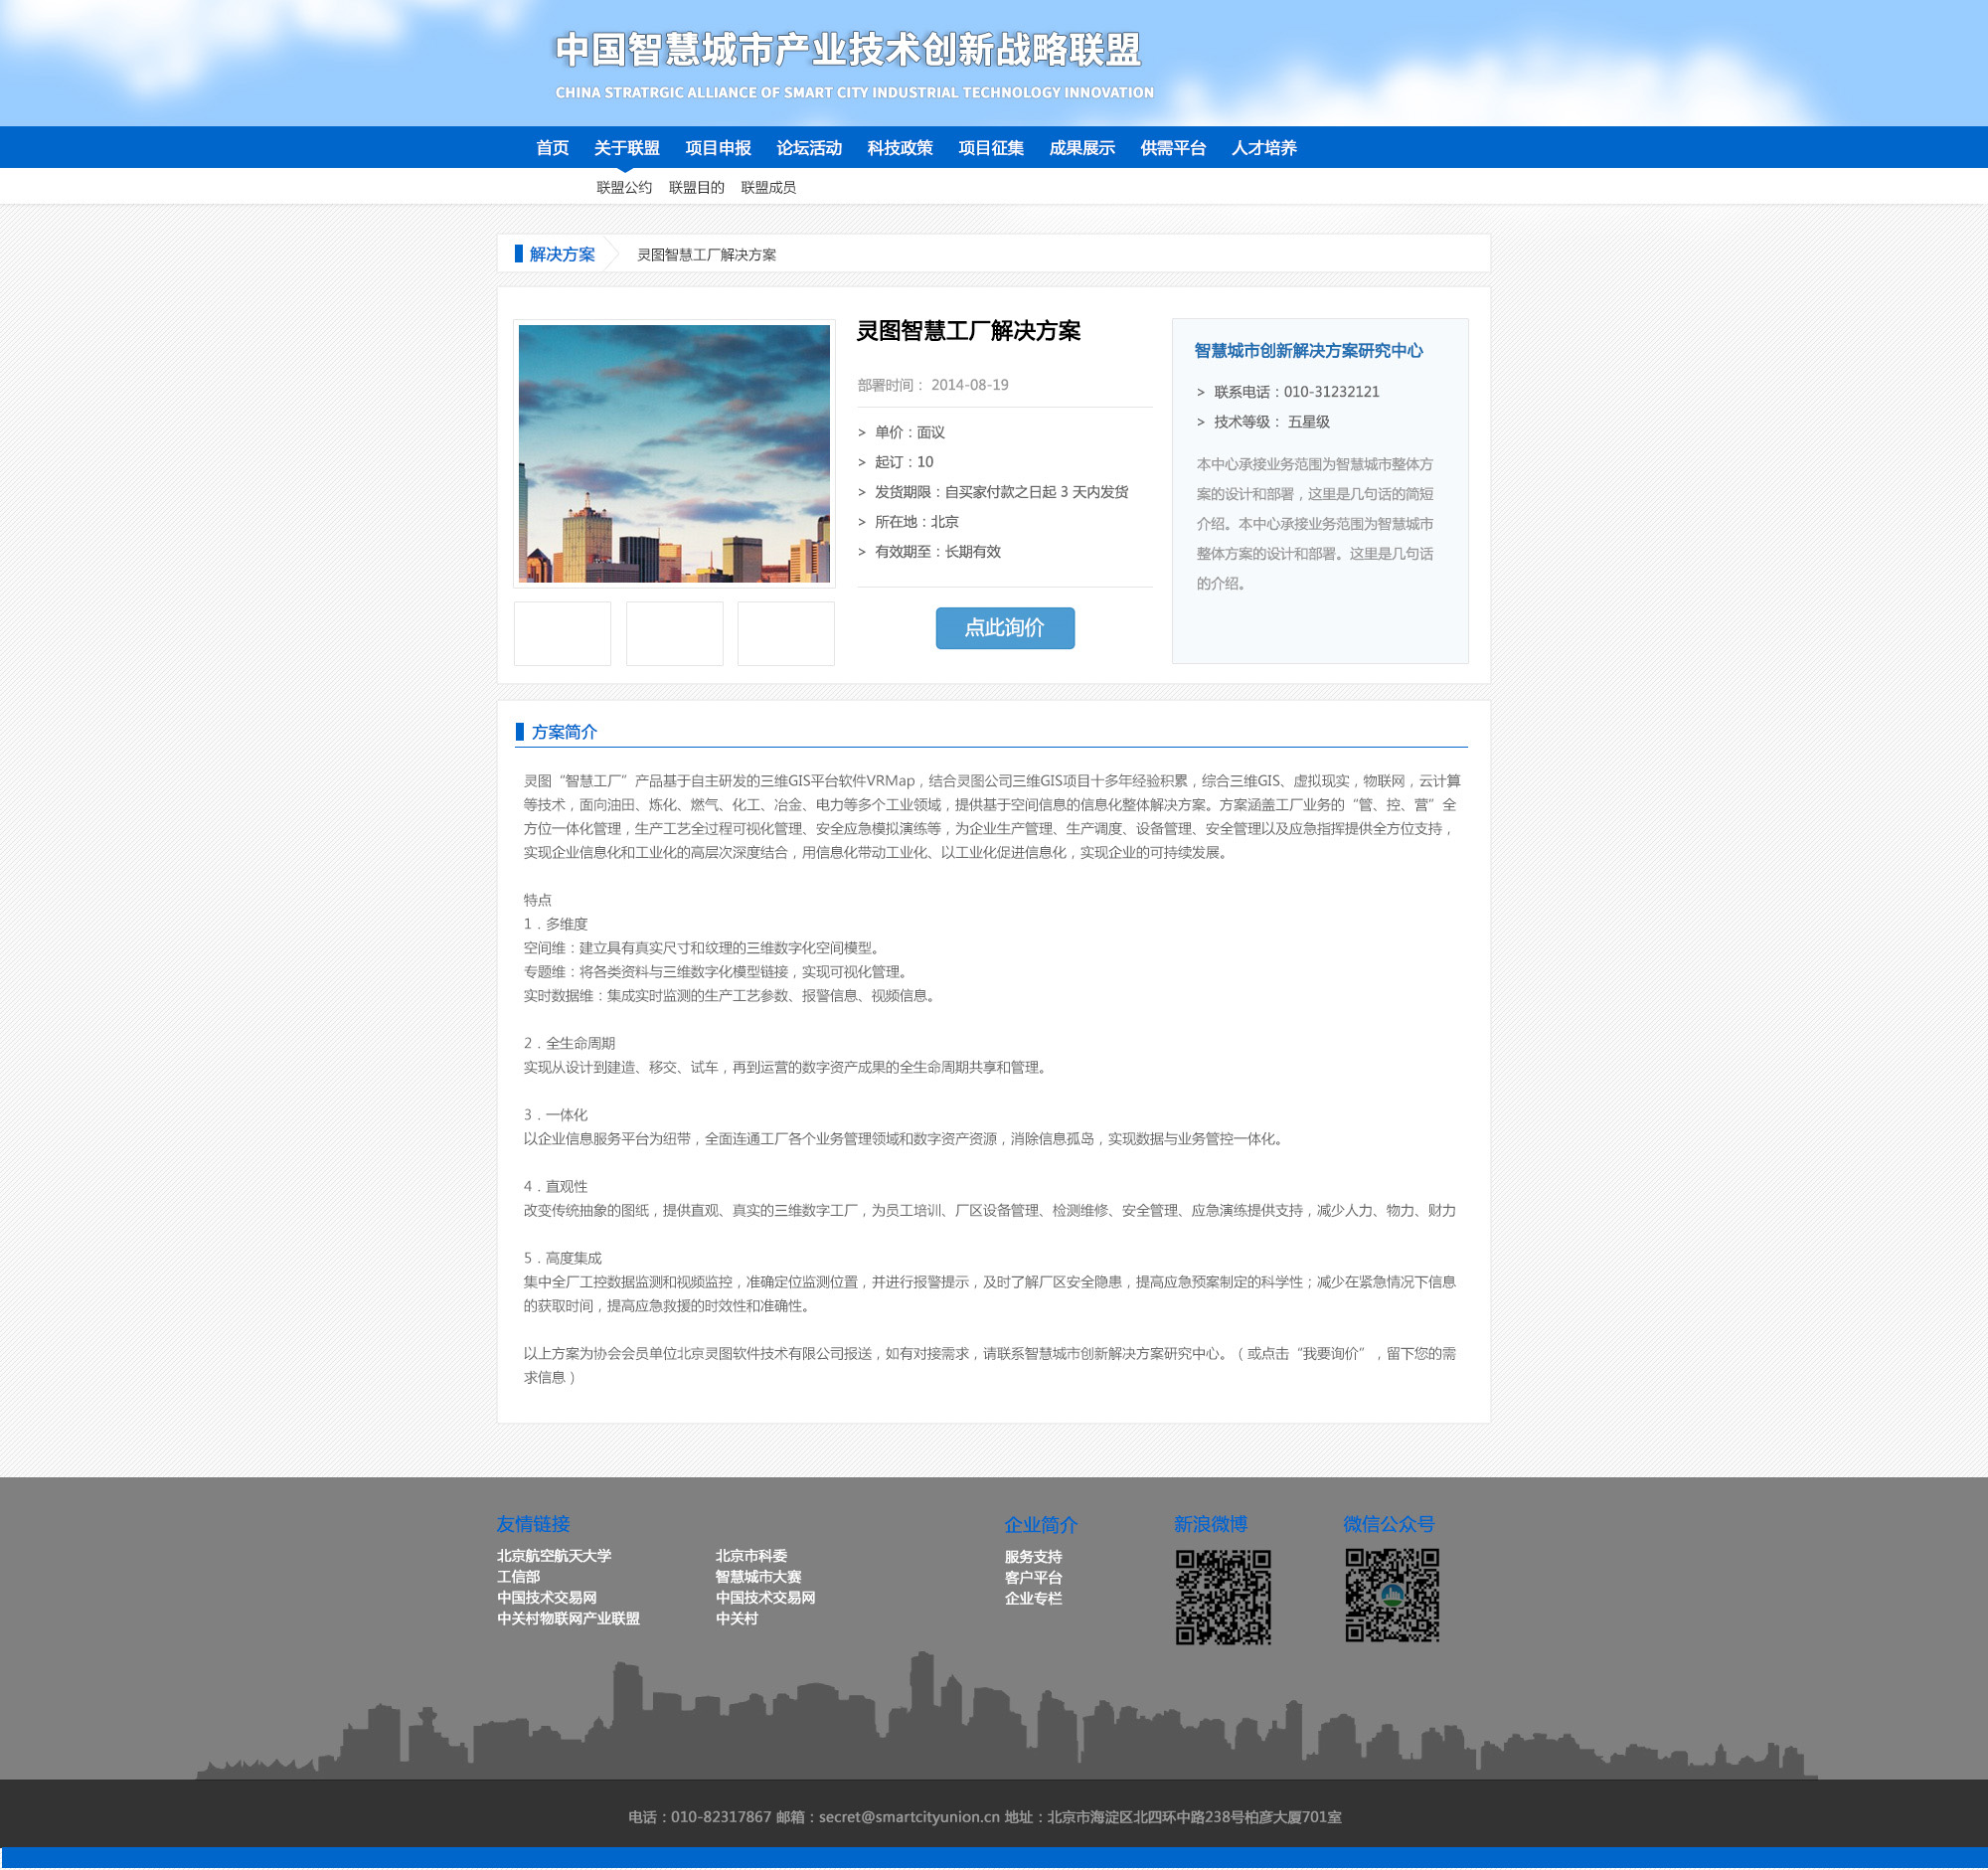 中国智慧城市产业技术创新战略联盟
CHINA STRATRGIC ALLIANCE OF SMART CITY INDUSTRIAL TECHNOLOGY INNOVATION
首页 关于联盟 项目申报 论坛活动 科技政策 项目征集 成果展示 供需平台 人才培养
联盟公约 联盟目的 联盟成员
解决方案 灵图智慧工厂解决方案
灵图智慧工厂解决方案
部署时间： 2014-08-19
> 单价：面议
> 起订：10
> 发货期限：自买家付款之日起 3 天内发货
> 所在地：北京
> 有效期至：长期有效
点此询价
智慧城市创新解决方案研究中心
> 联系电话：010-31232121
> 技术等级： 五星级
本中心承接业务范围为智慧城市整体方
案的设计和部署，这里是几句话的简短
介绍。本中心承接业务范围为智慧城市
整体方案的设计和部署。这里是几句话
的介绍。
方案简介
灵图“智慧工厂”产品基于自主研发的三维GIS平台软件VRMap，结合灵图公司三维GIS项目十多年经验积累，综合三维GIS、虚拟现实，物联网，云计算
等技术，面向油田、炼化、燃气、化工、冶金、电力等多个工业领域，提供基于空间信息的信息化整体解决方案。方案涵盖工厂业务的“管、控、营”全
方位一体化管理，生产工艺全过程可视化管理、安全应急模拟演练等，为企业生产管理、生产调度、设备管理、安全管理以及应急指挥提供全方位支持，
实现企业信息化和工业化的高层次深度结合，用信息化带动工业化、以工业化促进信息化，实现企业的可持续发展。
特点
1．多维度
空间维：建立具有真实尺寸和纹理的三维数字化空间模型。
专题维：将各类资料与三维数字化模型链接，实现可视化管理。
实时数据维：集成实时监测的生产工艺参数、报警信息、视频信息。
2．全生命周期
实现从设计到建造、移交、试车，再到运营的数字资产成果的全生命周期共享和管理。
3．一体化
以企业信息服务平台为纽带，全面连通工厂各个业务管理领域和数字资产资源，消除信息孤岛，实现数据与业务管控一体化。
4．直观性
改变传统抽象的图纸，提供直观、真实的三维数字工厂，为员工培训、厂区设备管理、检测维修、安全管理、应急演练提供支持，减少人力、物力、财力
5．高度集成
集中全厂工控数据监测和视频监控，准确定位监测位置，并进行报警提示，及时了解厂区安全隐患，提高应急预案制定的科学性；减少在紧急情况下信息
的获取时间，提高应急救援的时效性和准确性。
以上方案为协会会员单位北京灵图软件技术有限公司报送，如有对接需求，请联系智慧城市创新解决方案研究中心。（或点击“我要询价”，留下您的需
求信息）
友情链接
北京航空航天大学 北京市科委
工信部 智慧城市大赛
中国技术交易网 中国技术交易网
中关村物联网产业联盟 中关村
企业简介
服务支持
客户平台
企业专栏
新浪微博
微信公众号
电话：010-82317867 邮箱：secret@smartcityunion.cn 地址：北京市海淀区北四环中路238号柏彦大厦701室